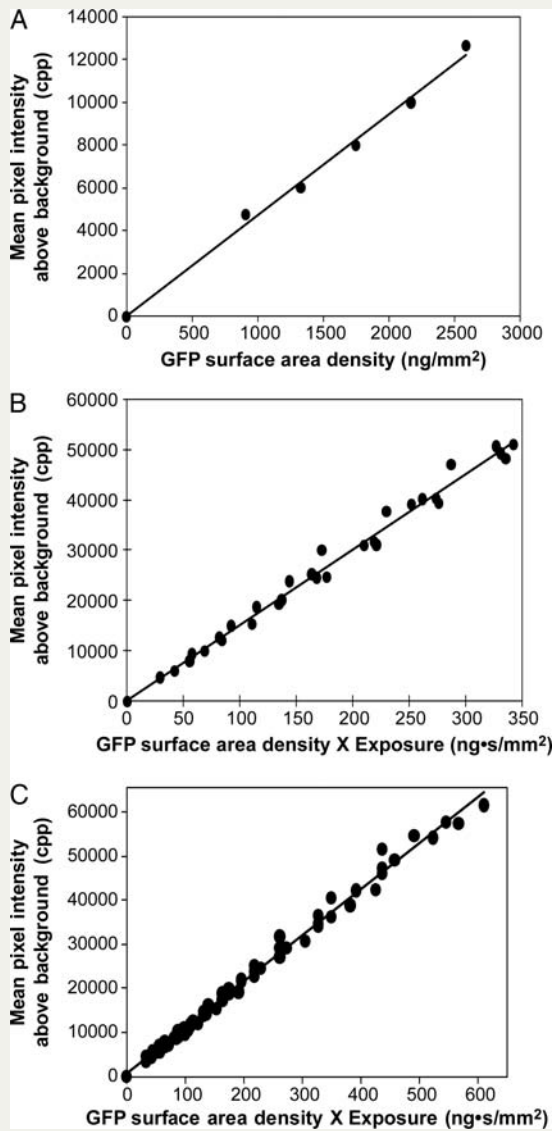 A
Mean pixel intensity
above background (cpp)
14000
12000
10000
8000
6000
4000
2000
0
0 500 1000 1500 2000 2500 3000
GFP surface area density (ng/mm²)
B
Mean pixel intensity
above background (cpp)
60000
50000
40000
30000
20000
10000
0
0 50 100 150 200 250 300 350
GFP surface area density X Exposure (ng•s/mm²)
C
Mean pixel intensity
above background (cpp)
60000
50000
40000
30000
20000
10000
0
0 100 200 300 400 500 600
GFP surface area density X Exposure (ng•s/mm²)